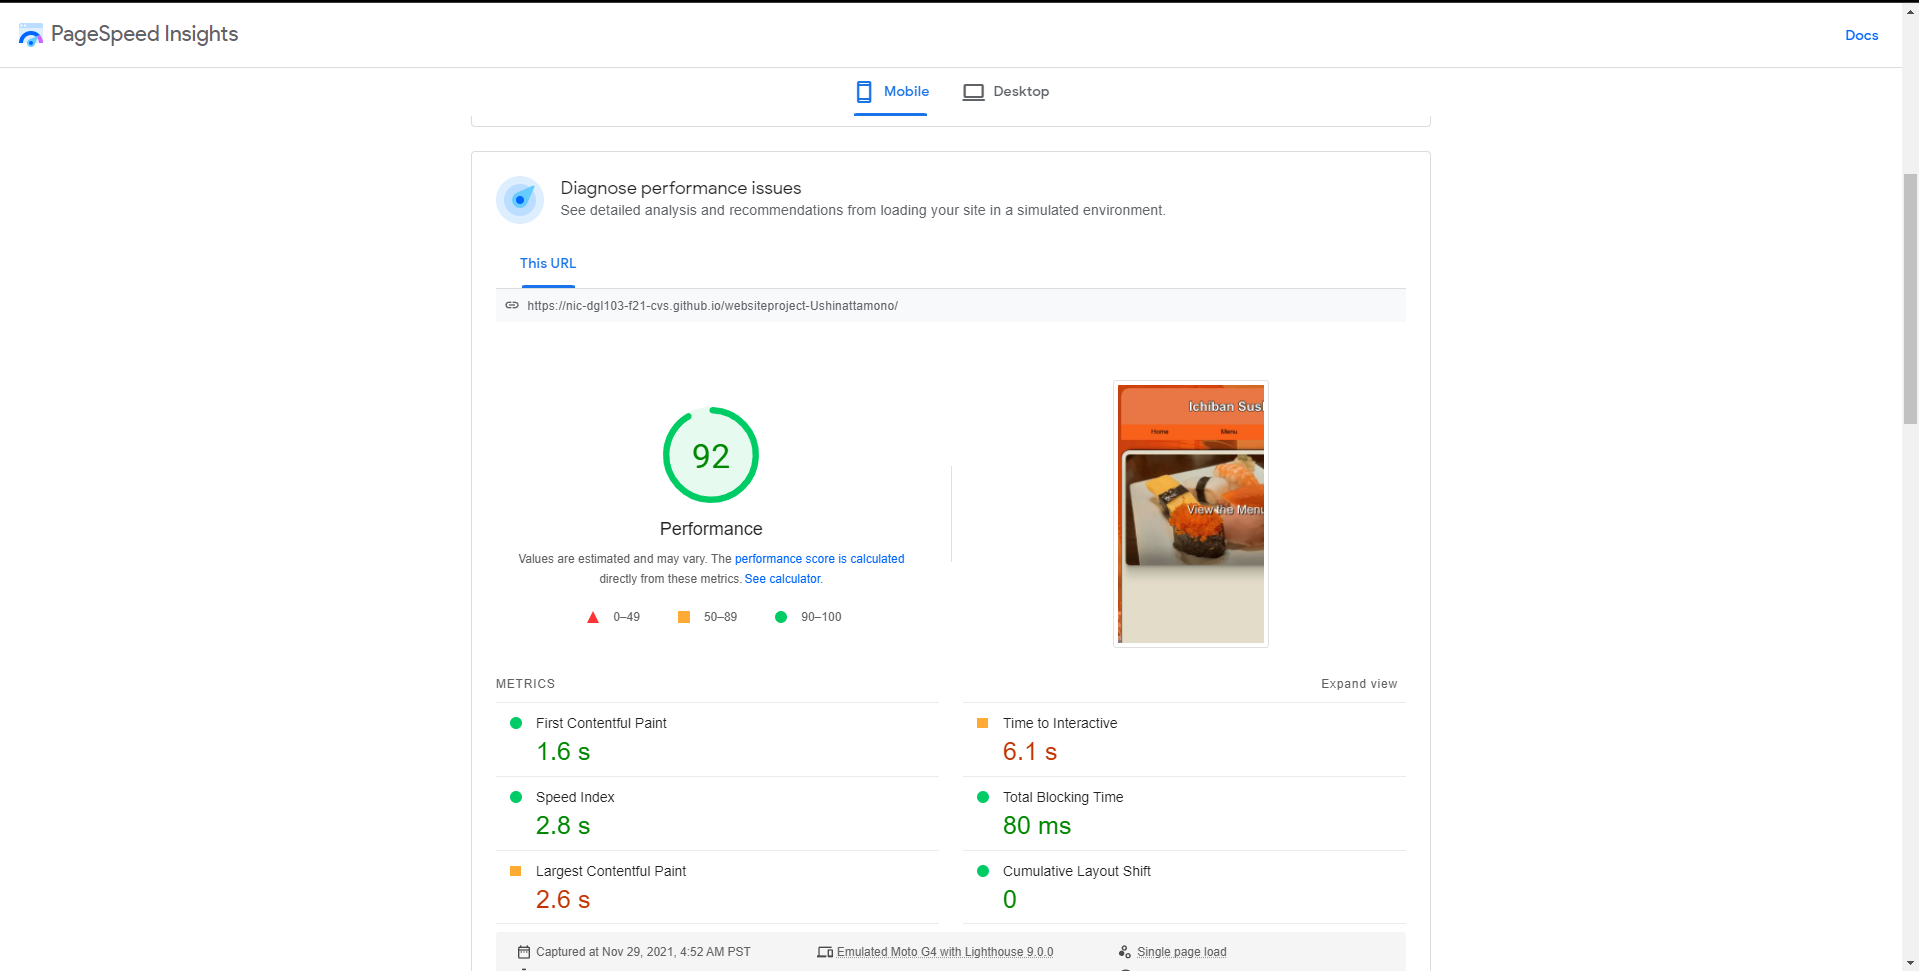 PageSpeed Insights
Docs
Mobile
Desktop
Diagnose performance issues
See detailed analysis and recommendations from loading your site in a simulated environment.
This URL
https://nic-dgl103-f21-cvs.github.io/websiteproject-Ushinattamono/
92
Performance
Values are estimated and may vary. The performance score is calculated
directly from these metrics. See calculator.
0–49
50–89
90–100
Ichiban Sus
Home
Menu
View the Menu
METRICS
Expand view
First Contentful Paint
1.6 s
Time to Interactive
6.1 s
Speed Index
2.8 s
Total Blocking Time
80 ms
Largest Contentful Paint
2.6 s
Cumulative Layout Shift
0
Captured at Nov 29, 2021, 4:52 AM PST
Emulated Moto G4 with Lighthouse 9.0.0
Single page load